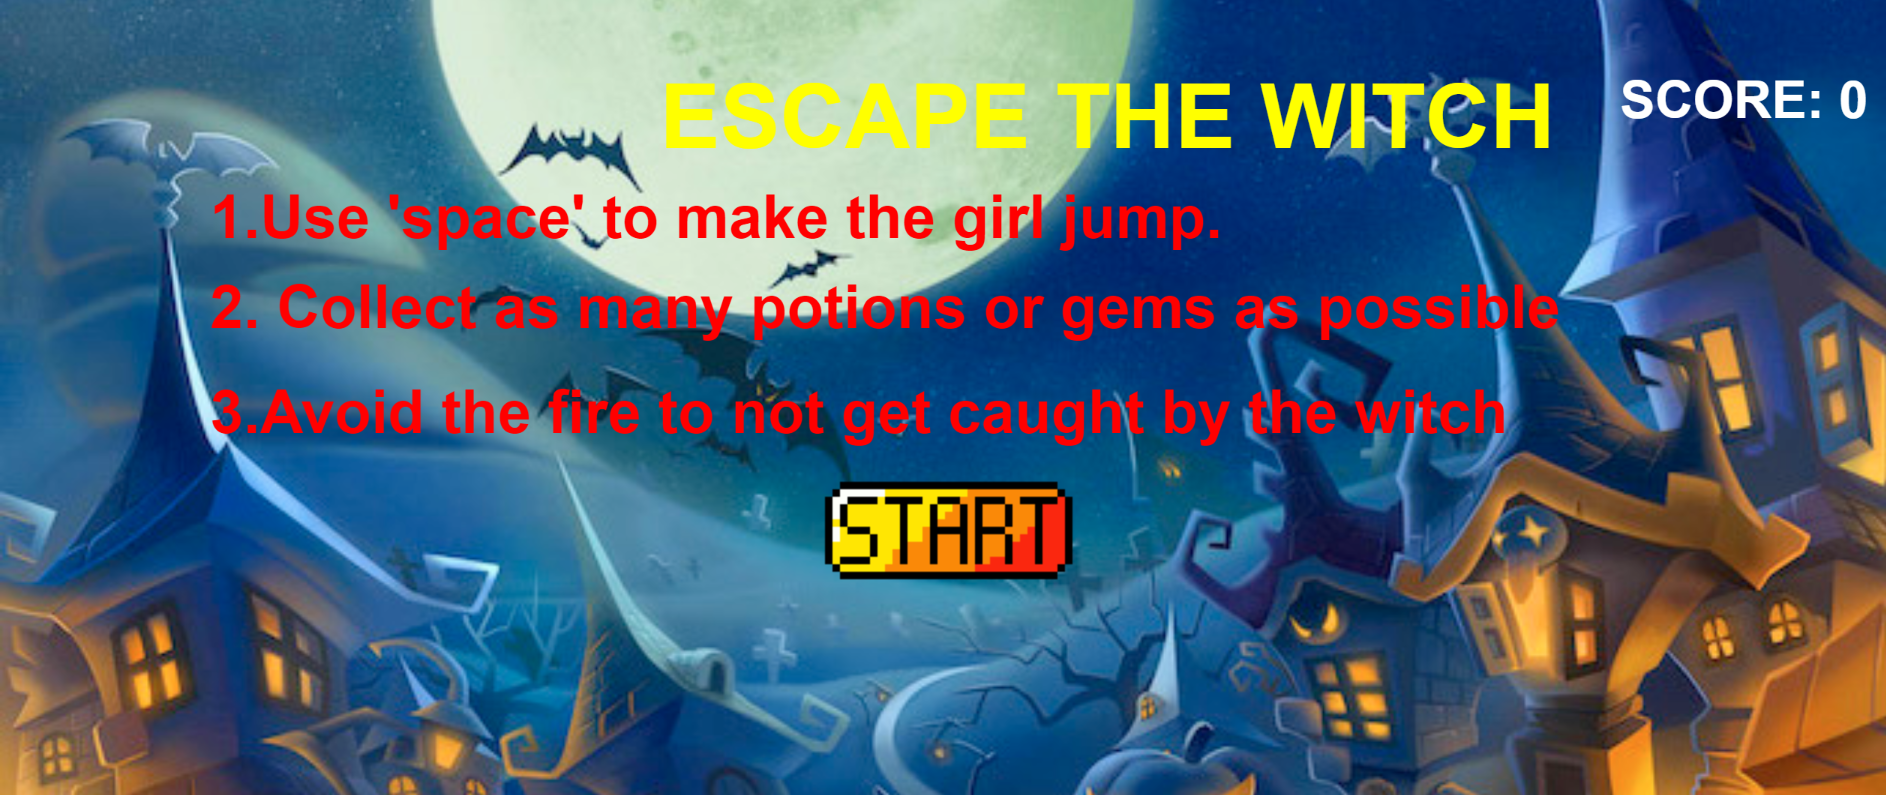 ESCAPE THE WITCH
SCORE: 0
1.Use 'space' to make the girl jump.
2. Collect as many potions or gems as possible
3.Avoid the fire to not get caught by the witch
START